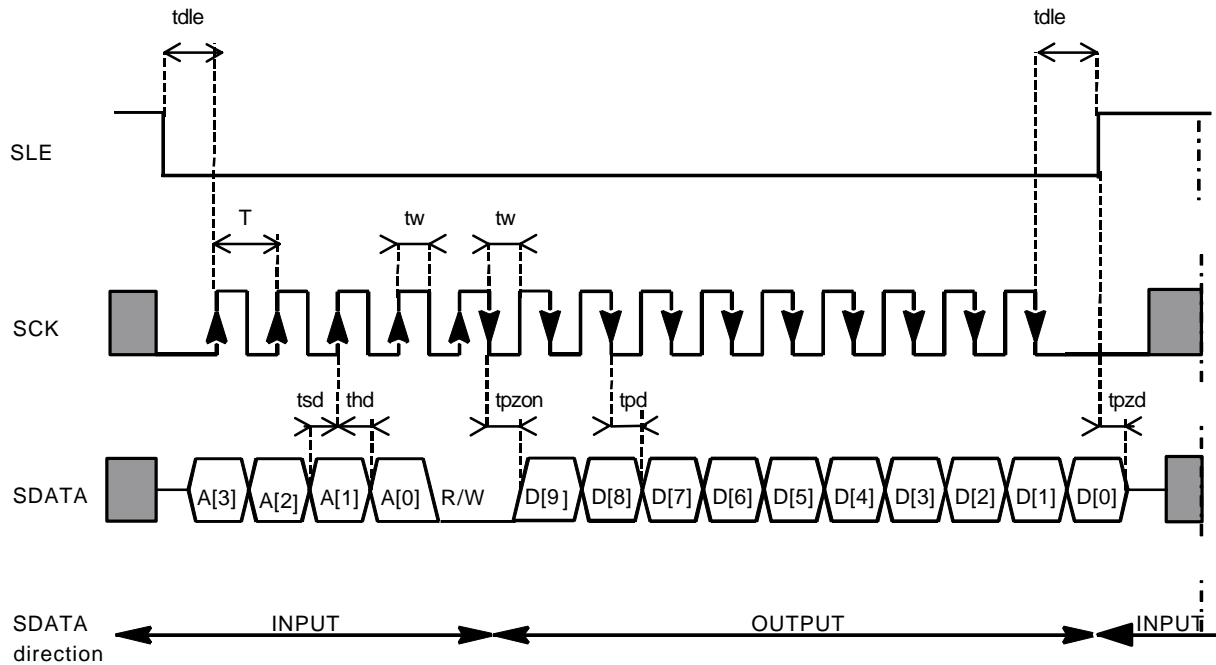 tdle tdle
SLE
T tw tw
SCK
tsd thd tpzon tpd tpzd
SDATA A[3] A[2] A[1] A[0] R/W D[9] D[8] D[7] D[6] D[5] D[4] D[3] D[2] D[1] D[0]
SDATA INPUT OUTPUT INPUT
direction